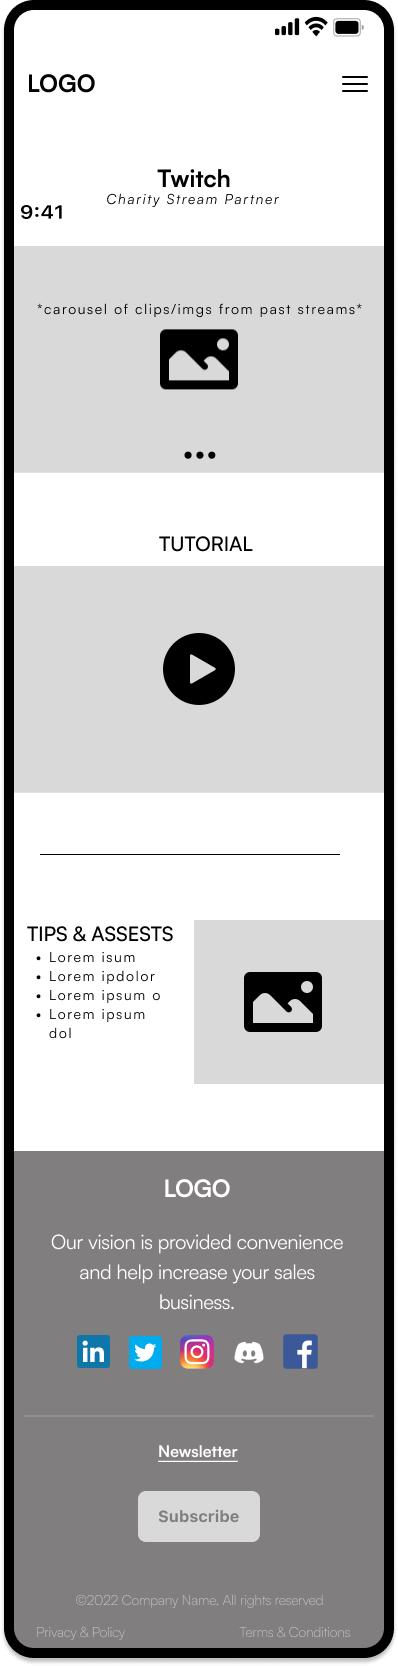 LOGO
Twitch
Charity Stream Partner
9:41
*carousel of clips/imgs from past streams*
TUTORIAL
TIPS & ASSESTS
• Lorem isum
• Lorem ipdolor
• Lorem ipsum o
• Lorem ipsum
dol
LOGO
Our vision is provided convenience
and help increase your sales
business.
in
f
Newsletter
Subscribe
©2022 Company Name. All rights reserved
Privacy & Policy
Terms & Conditions